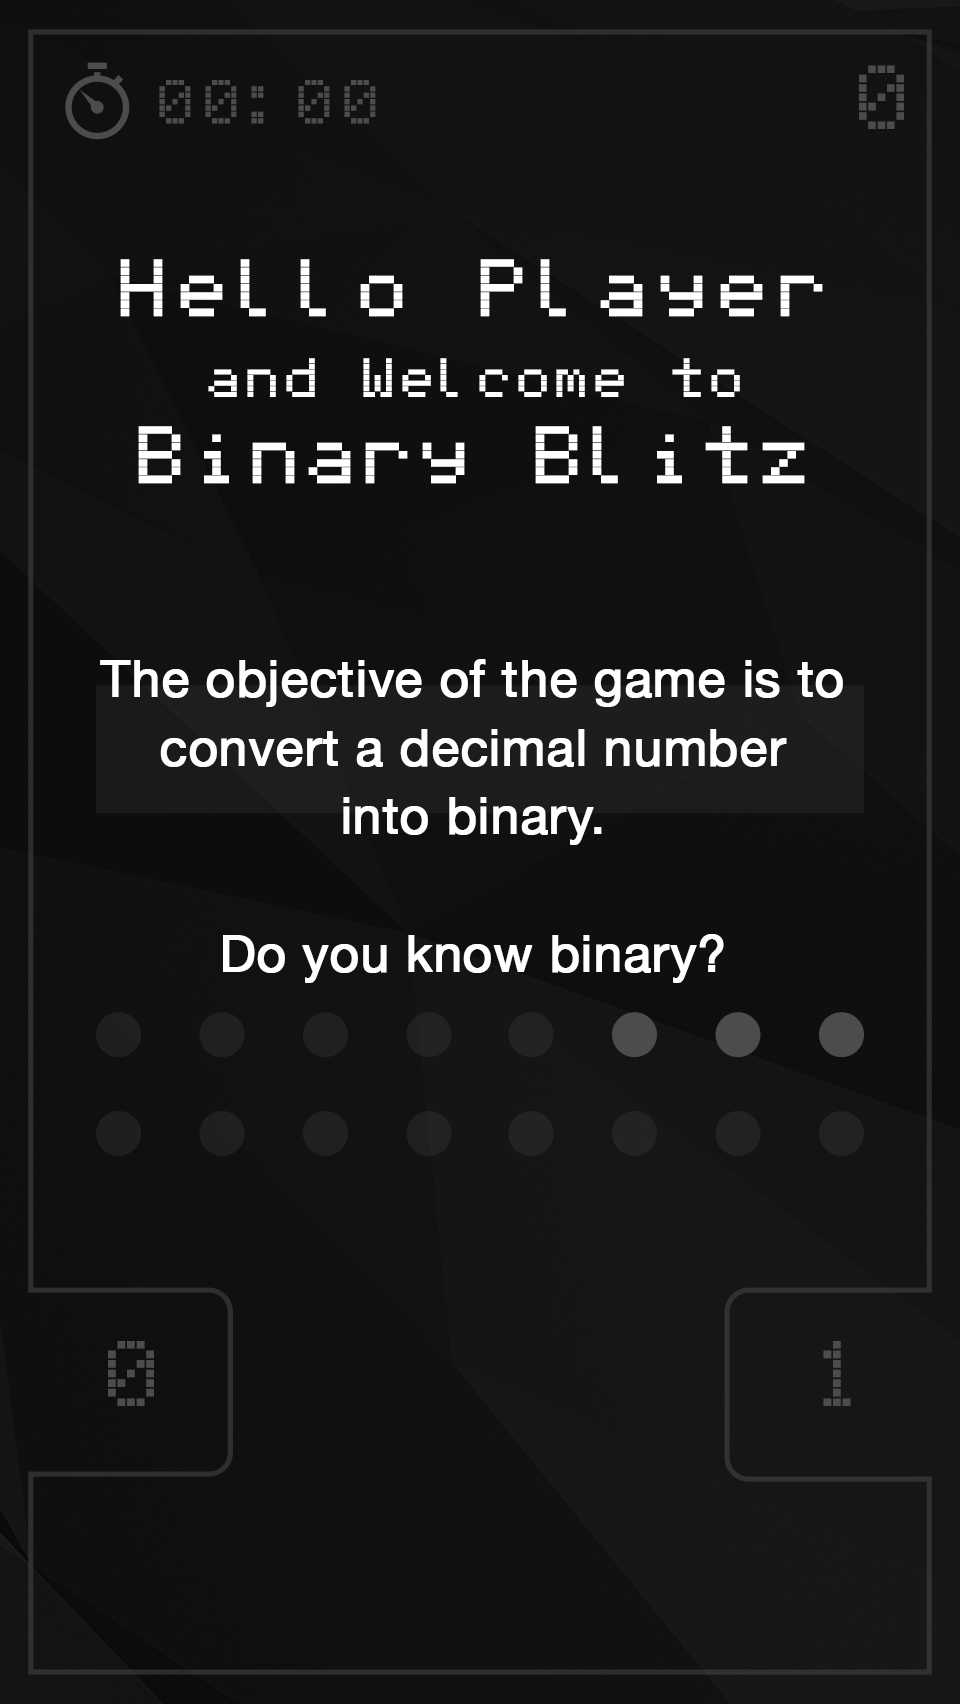 00:00
0
Hello Player
and Welcome to
Binary Blitz
The objective of the game is to
convert a decimal number
into binary.
Do you know binary?
0
1